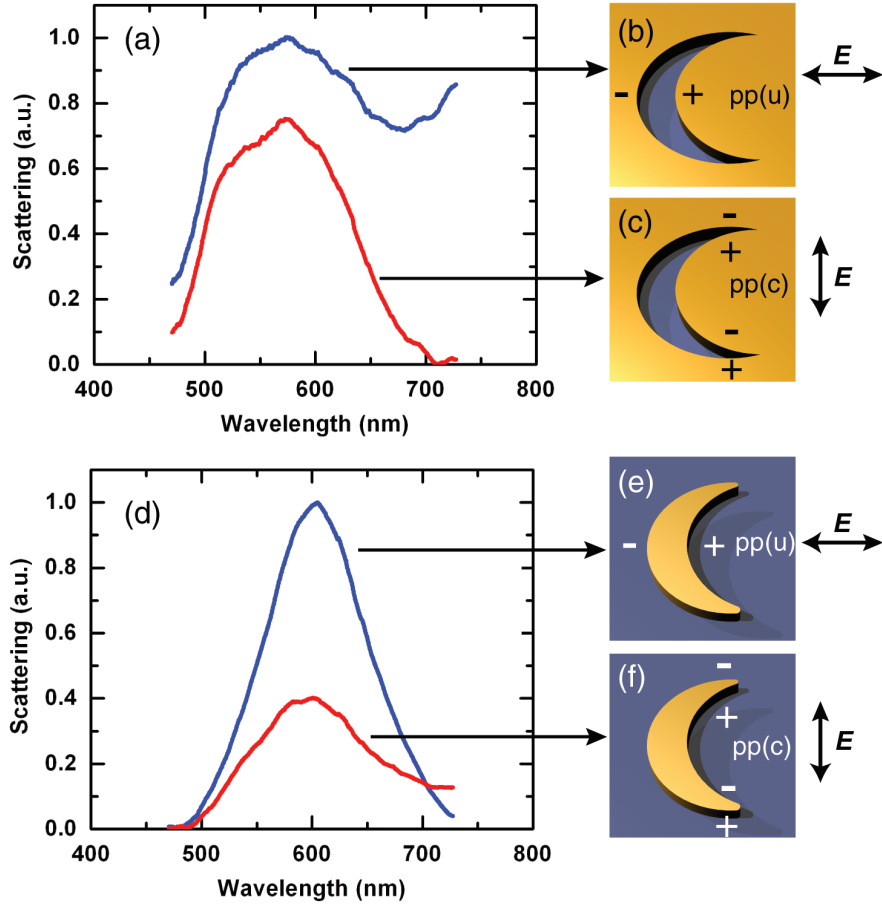 (a)
1.0
0.8
0.6
0.4
0.2
0.0
Scattering (a.u.)
400 500 600 700 800
Wavelength (nm)
(b)
- + pp(u)
E
(c)
-
+
pp(c)
-
+
E
(d)
1.0
0.8
0.6
0.4
0.2
0.0
Scattering (a.u.)
400 500 600 700 800
Wavelength (nm)
(e)
- + pp(u)
E
(f)
-
+
pp(c)
-
+
E